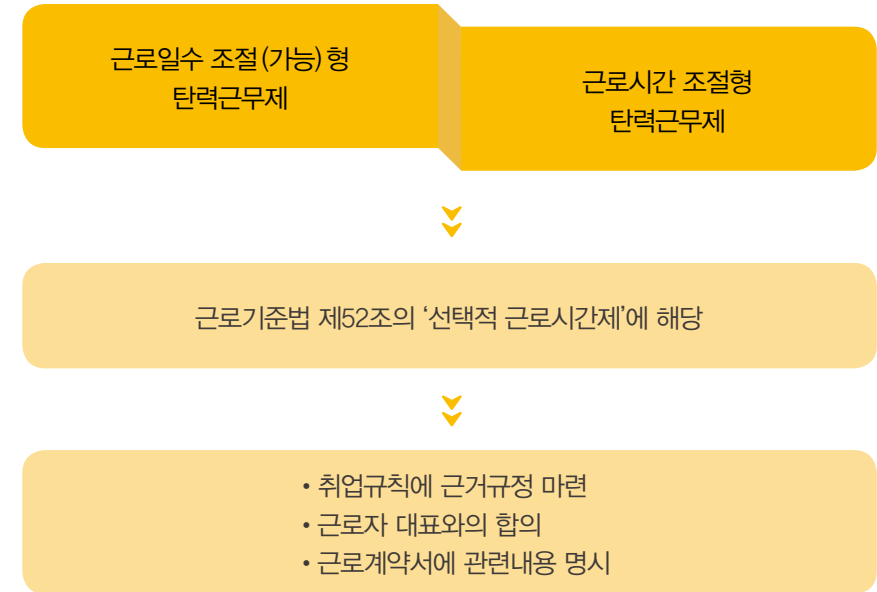 근로일수 조절(가능)형
탄력근무제
근로시간 조절형
탄력근무제
근로기준법 제52조의 ‘선택적 근로시간제’에 해당
• 취업규칙에 근거규정 마련
• 근로자 대표와의 합의
• 근로계약서에 관련내용 명시